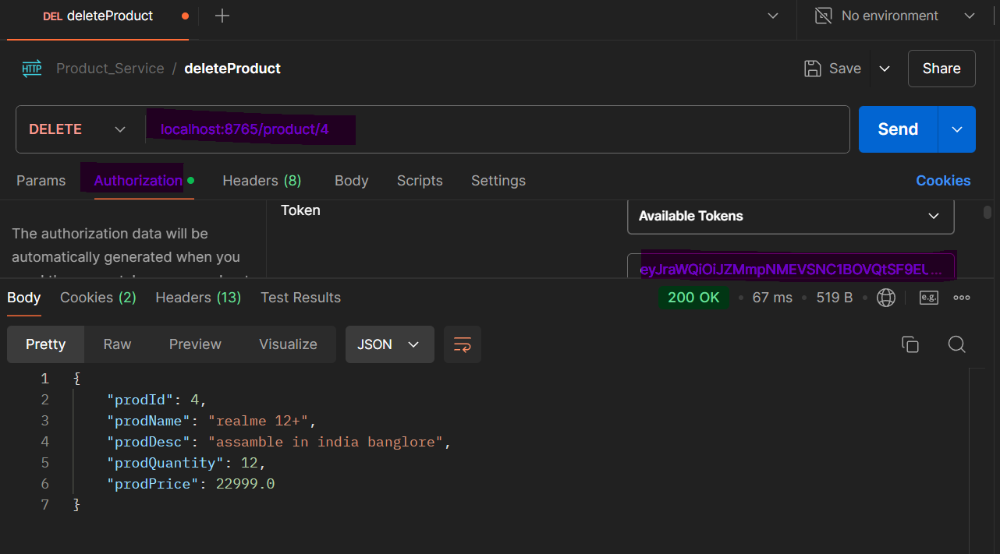 DEL deleteProduct
No environment
HTTP Product_Service / deleteProduct
Save
Share
DELETE
localhost:8765/product/4
Send
Params Authorization Headers (8) Body Scripts Settings Cookies
Token
Available Tokens
The authorization data will be
automatically generated when you
Body Cookies (2) Headers (13) Test Results
200 OK • 67 ms • 519 B • e.g.
Pretty Raw Preview Visualize JSON
1 {
2 "prodId": 4,
3 "prodName": "realme 12+",
4 "prodDesc": "assamble in india banglore",
5 "prodQuantity": 12,
6 "prodPrice": 22999.0
7 }